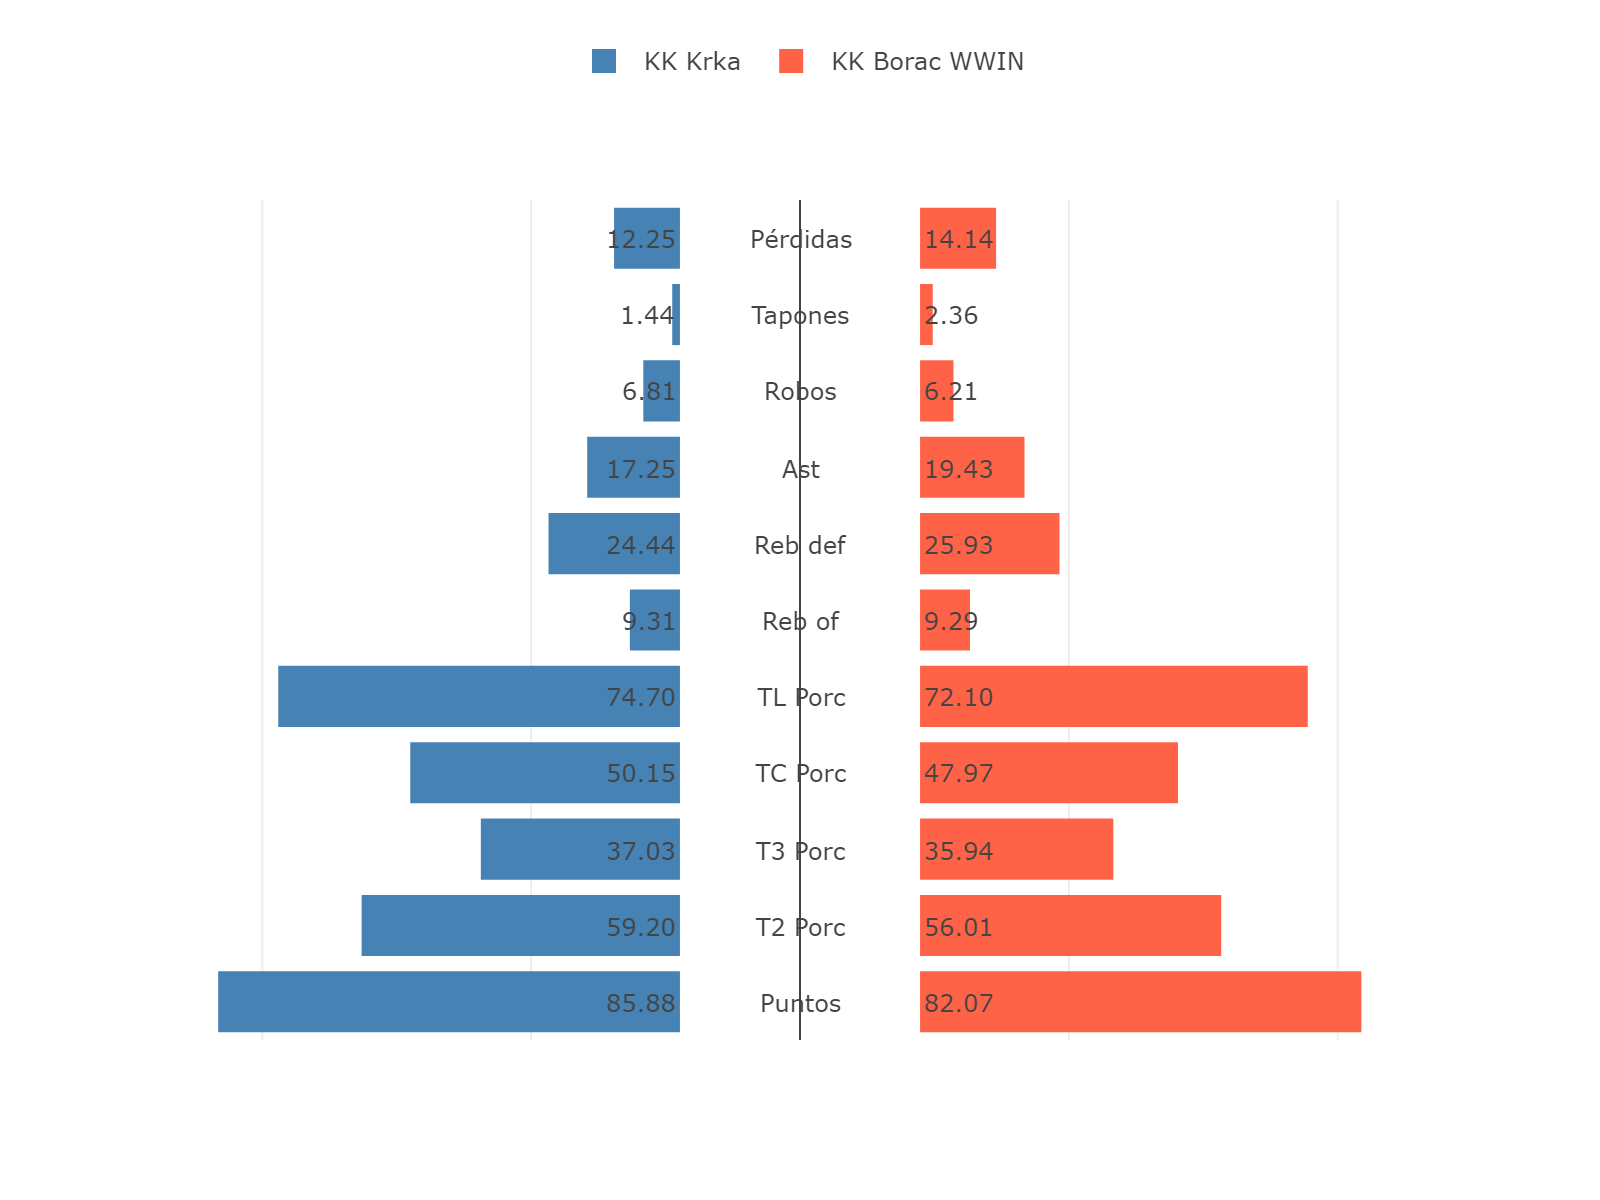 KK Krka KK Borac WWIN
12.25 Pérdidas 14.14
1.44 Tapones 2.36
6.81 Robos 6.21
17.25 Ast 19.43
24.44 Reb def 25.93
9.31 Reb of 9.29
74.70 TL Porc 72.10
50.15 TC Porc 47.97
37.03 T3 Porc 35.94
59.20 T2 Porc 56.01
85.88 Puntos 82.07